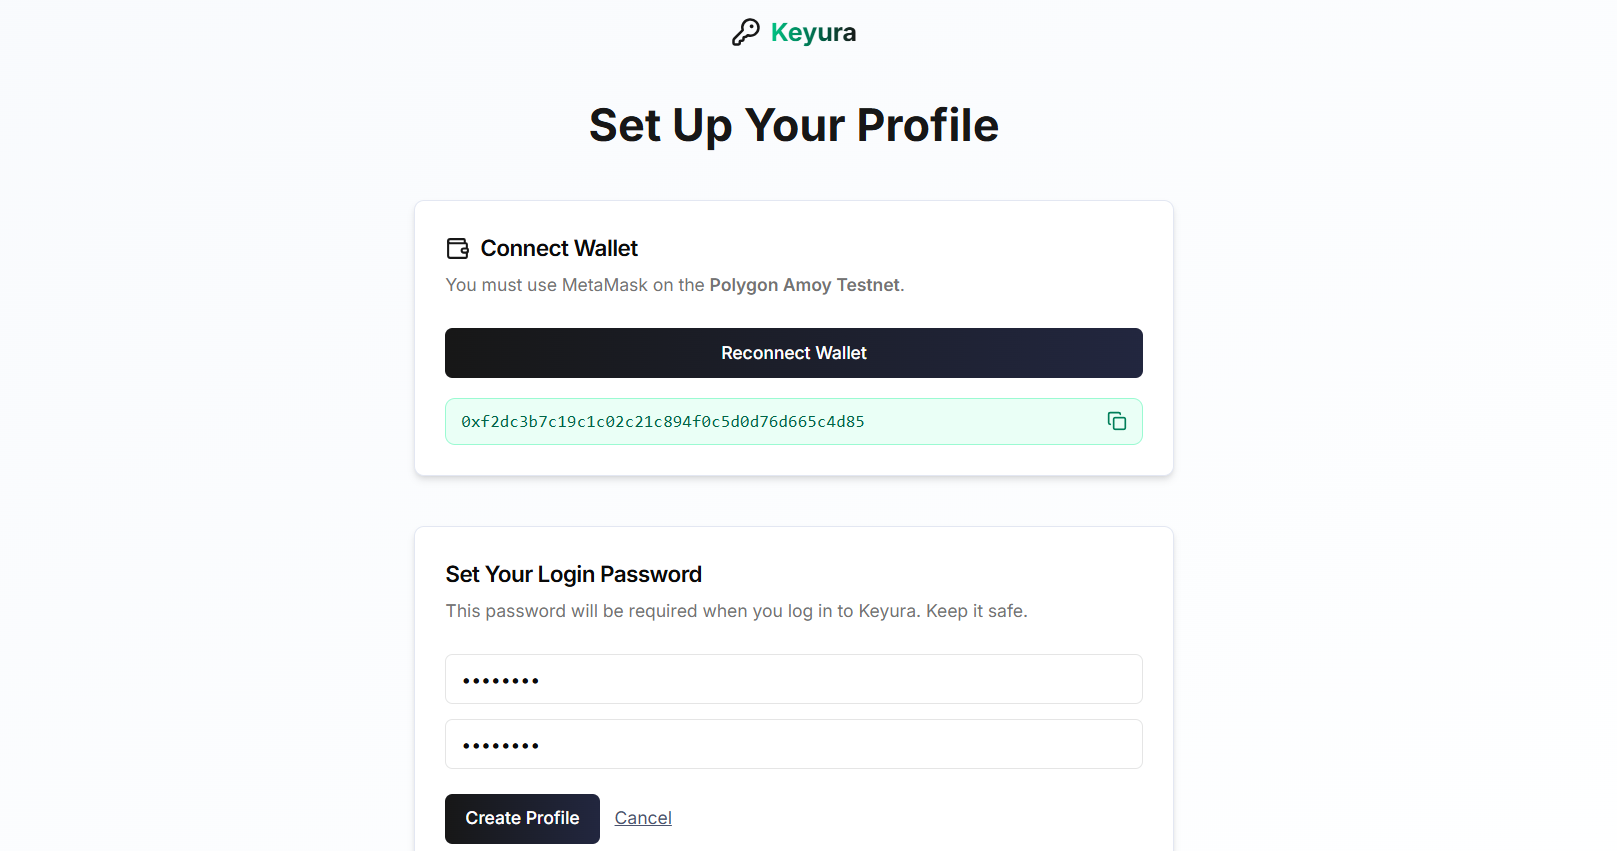 Keyura
Set Up Your Profile
Connect Wallet
You must use MetaMask on the Polygon Amoy Testnet.
Reconnect Wallet
0xf2dc3b7c19c1c02c21c894f0c5d0d76d665c4d85
Set Your Login Password
This password will be required when you log in to Keyura. Keep it safe.
••••••••
••••••••
Create Profile Cancel